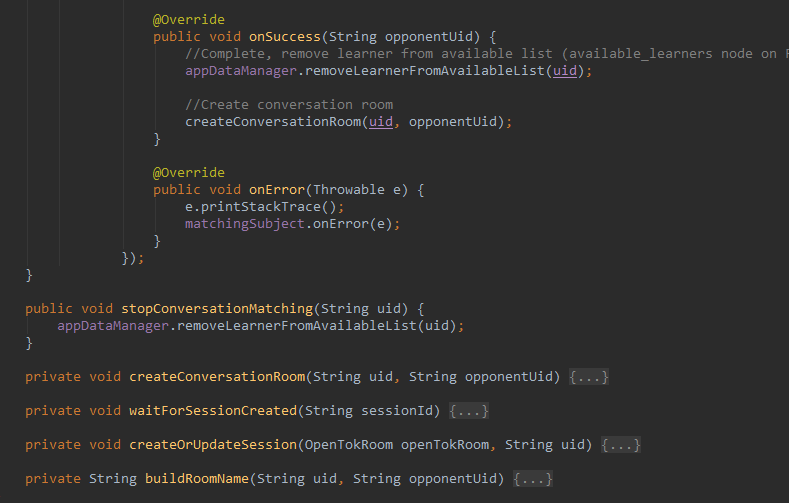 @Override
public void onSuccess(String opponentUid) {
//Complete, remove learner from available list (available_learners node on
appDataManager.removeLearnerFromAvailableList(uid);
//Create conversation room
createConversationRoom(uid, opponentUid);
}
@Override
public void onError(Throwable e) {
e.printStackTrace();
matchingSubject.onError(e);
}
});
}
public void stopConversationMatching(String uid) {
appDataManager.removeLearnerFromAvailableList(uid);
}
private void createConversationRoom(String uid, String opponentUid) {...}
private void waitForSessionCreated(String sessionId) {...}
private void createOrUpdateSession(OpenTokRoom openTokRoom, String uid) {...}
private String buildRoomName(String uid, String opponentUid) {...}